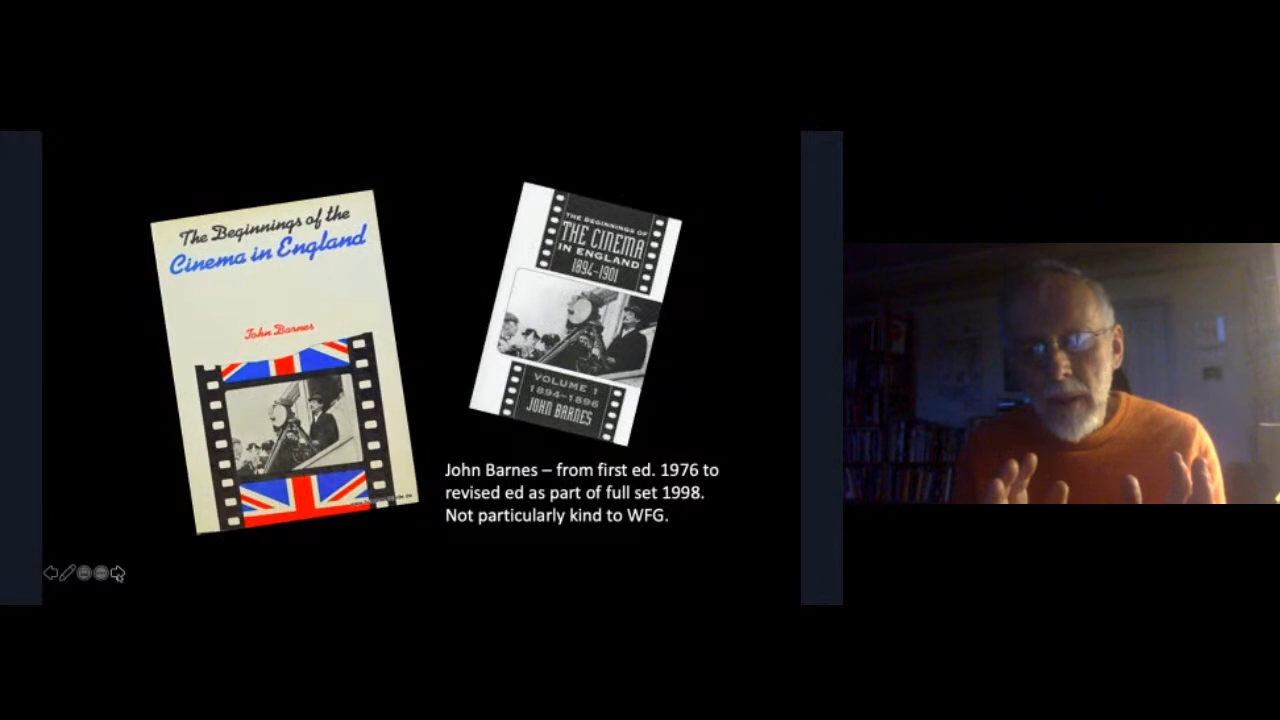 The Beginnings of the
Cinema in England
John Barnes
THE BEGINNINGS OF
THE CINEMA
IN ENGLAND
1894-1901
VOLUME 1
1894-1896
JOHN BARNES
John Barnes – from first ed. 1976 to
revised ed as part of full set 1998.
Not particularly kind to WFG.